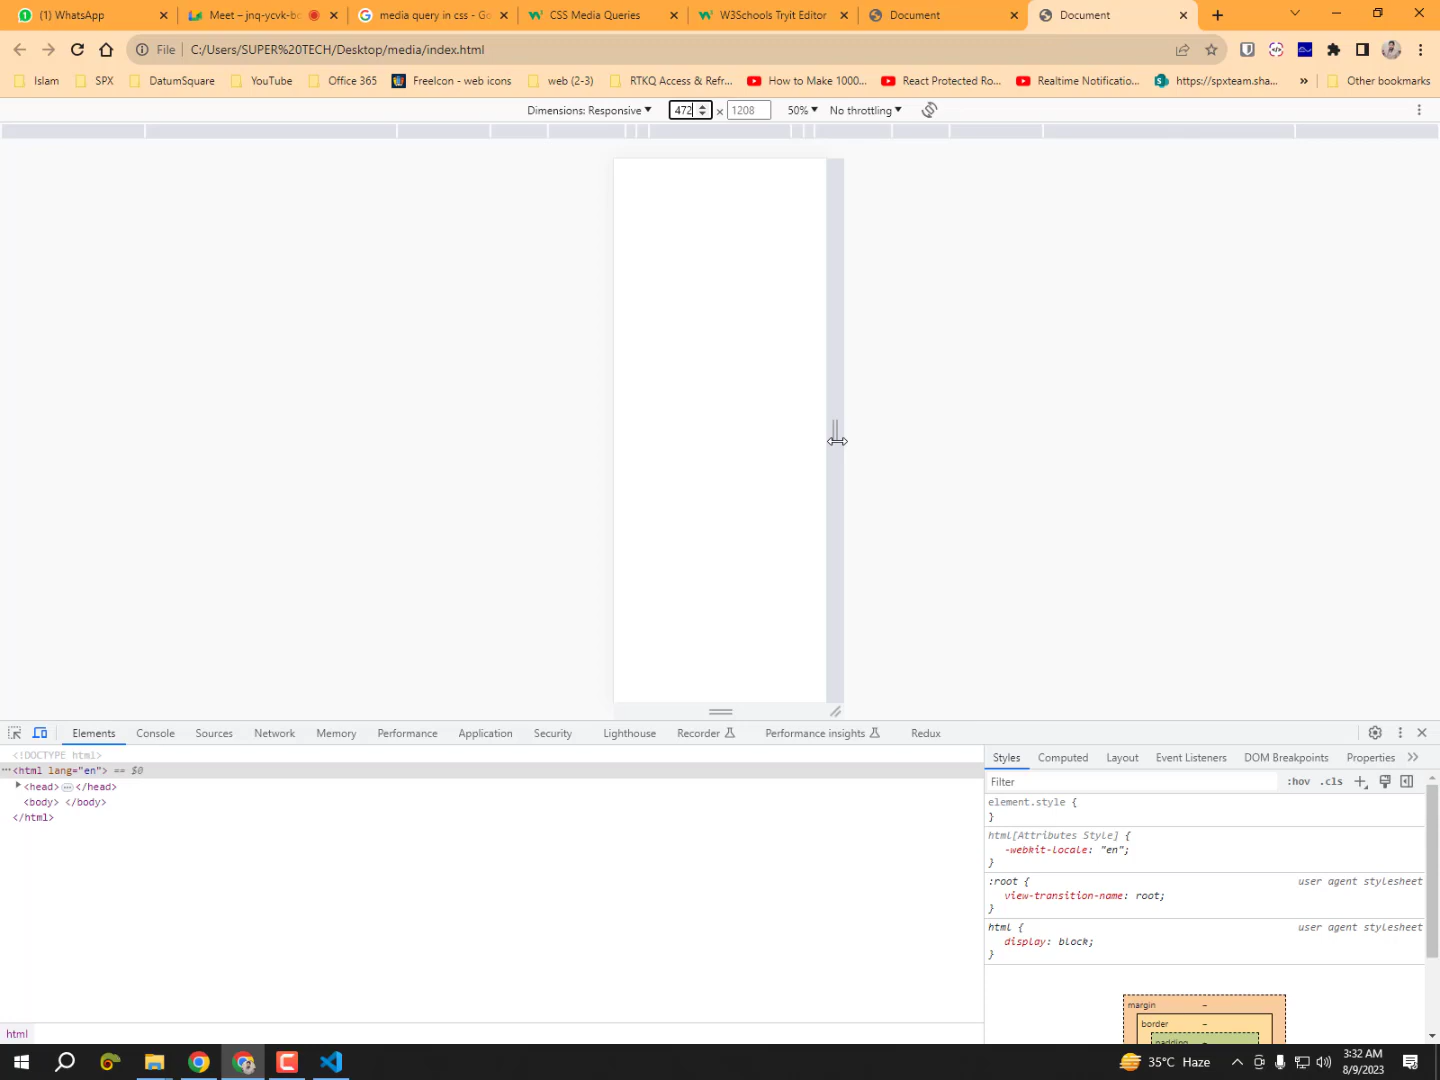 (1) WhatsApp
Meet – jnq-ycvk-bc
media query in css - Go
CSS Media Queries
W3Schools Tryit Editor
Document
Document
File
C:/Users/SUPER%20TECH/Desktop/media/index.html
Islam
SPX
DatumSquare
YouTube
Office 365
FreeIcon - web icons
web (2-3)
RTKQ Access & Refr...
How to Make 1000...
React Protected Ro...
Realtime Notificatio...
https://spxteam.sha...
»
Other bookmarks
Dimensions: Responsive
472 × 1208
50%
No throttling
Elements
Console
Sources
Network
Memory
Performance
Application
Security
Lighthouse
Recorder
Performance insights
Redux
<!DOCTYPE html>
<html lang="en"> == $0
<head> </head>
<body> </body>
</html>
html
Styles
Computed
Layout
Event Listeners
DOM Breakpoints
Properties
Filter
:hov .cls
element.style {
}
html[Attributes Style] {
-webkit-locale: "en";
}
:root {
user agent stylesheet
view-transition-name: root;
}
html {
user agent stylesheet
display: block;
}
margin –
border –
padding
35°C Haze
3:32 AM
8/9/2023